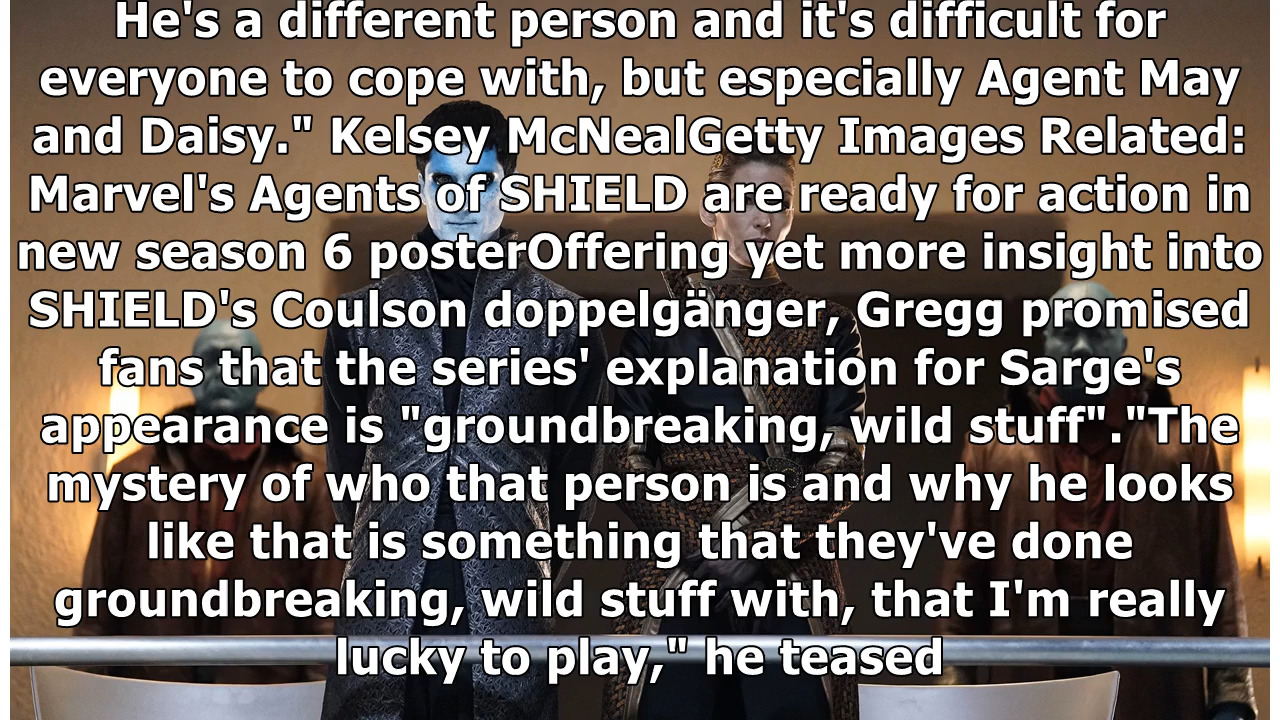 He's a different person and it's difficult for
everyone to cope with, but especially Agent May
and Daisy." Kelsey McNealGetty Images Related:
Marvel's Agents of SHIELD are ready for action in
new season 6 posterOffering yet more insight into
SHIELD's Coulson doppelgänger, Gregg promised
fans that the series' explanation for Sarge's
appearance is "groundbreaking, wild stuff"."The
mystery of who that person is and why he looks
like that is something that they've done
groundbreaking, wild stuff with, that I'm really
lucky to play," he teased